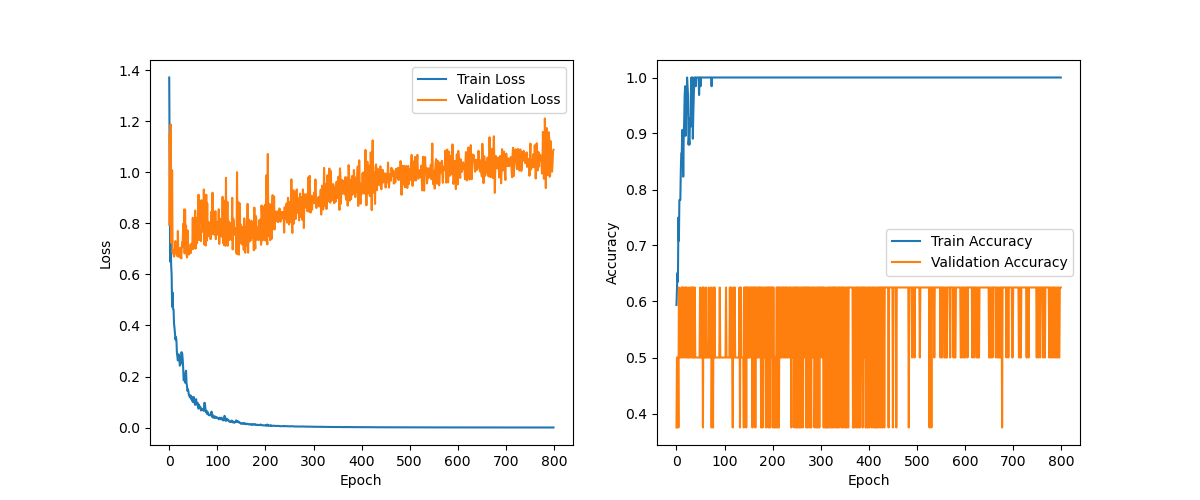 1.4
1.2
1.0
0.8
0.6
0.4
0.2
0.0
Loss
0 100 200 300 400 500 600 700 800
Epoch
Train Loss
Validation Loss
1.0
0.9
0.8
0.7
0.6
0.5
0.4
Accuracy
0 100 200 300 400 500 600 700 800
Epoch
Train Accuracy
Validation Accuracy